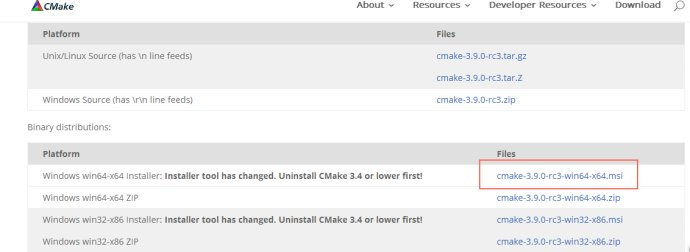 CMake About Resources Developer Resources Download
Platform Files
Unix/Linux Source (has \n line feeds) cmake-3.9.0-rc3.tar.gz
cmake-3.9.0-rc3.tar.Z
Windows Source (has \r\n line feeds) cmake-3.9.0-rc3.zip
Binary distributions:
Platform Files
Windows win64-x64 Installer: Installer tool has changed. Uninstall CMake 3.4 or lower first! cmake-3.9.0-rc3-win64-x64.msi
Windows win64-x64 ZIP cmake-3.9.0-rc3-win64-x64.zip
Windows win32-x86 Installer: Installer tool has changed. Uninstall CMake 3.4 or lower first! cmake-3.9.0-rc3-win32-x86.msi
Windows win32-x86 ZIP cmake-3.9.0-rc3-win32-x86.zip